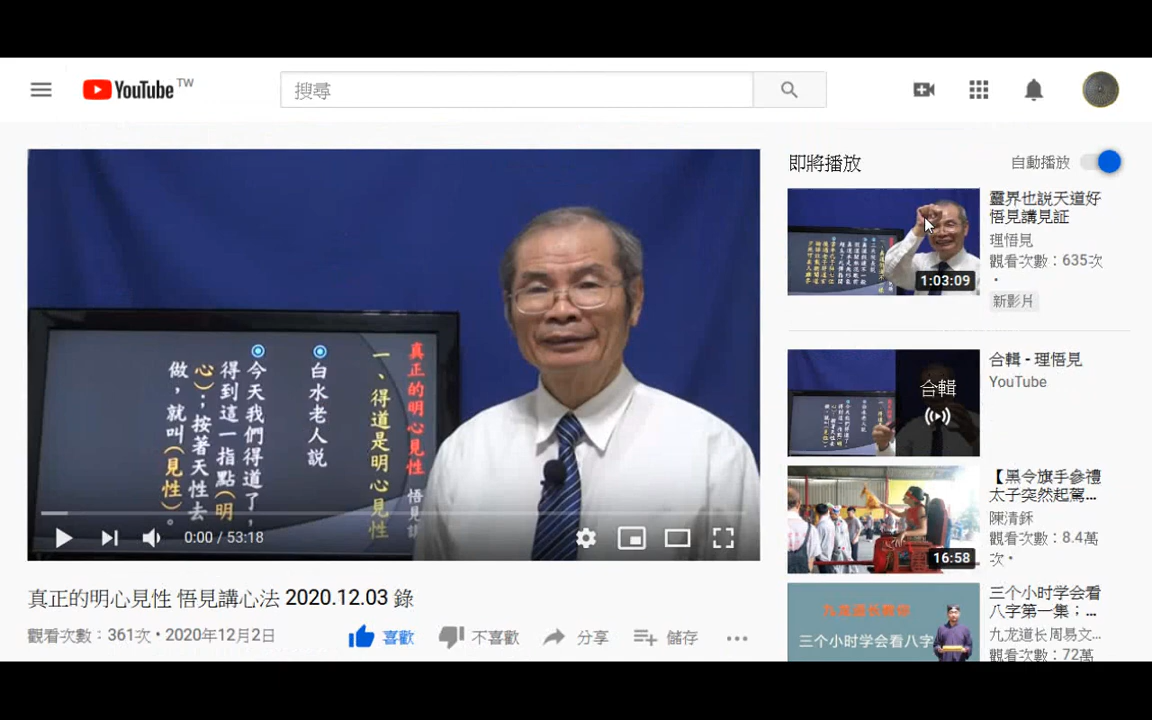 YouTube TW
搜尋
真正的明心見性 悟見講
一、得道是明心見性
白水老人說
今天我們得道了,
得到這一指點(明
心);按著天性去
做,就叫(見性)。
0:00 / 53:18
真正的明心見性 悟見講心法 2020.12.03 錄
觀看次數：361次 • 2020年12月2日
喜歡
不喜歡
分享
儲存
即將播放
自動播放
1:03:09
靈界也說天道好
悟見講見証
理悟見
觀看次數：635次
•
新影片
合輯
合輯 - 理悟見
YouTube
16:58
【黑令旗手參禮
太子突然起駕...
陳清鉌
觀看次數：8.4萬
次 •
九龙道长周易
三个小时学会看八字
三个小时学会看
八字第一集；...
九龙道长周易文...
觀看次數：72萬